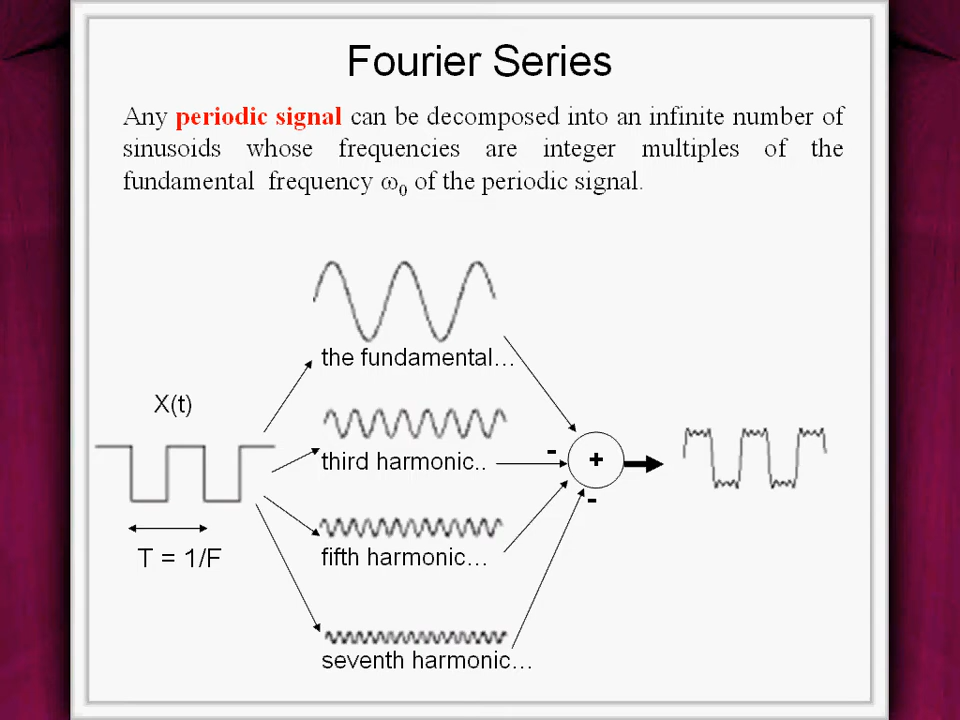 Fourier Series
Any periodic signal can be decomposed into an infinite number of
sinusoids whose frequencies are integer multiples of the
fundamental frequency ω₀ of the periodic signal.
the fundamental...
X(t)
third harmonic..
-
+
-
T = 1/F
fifth harmonic...
seventh harmonic...